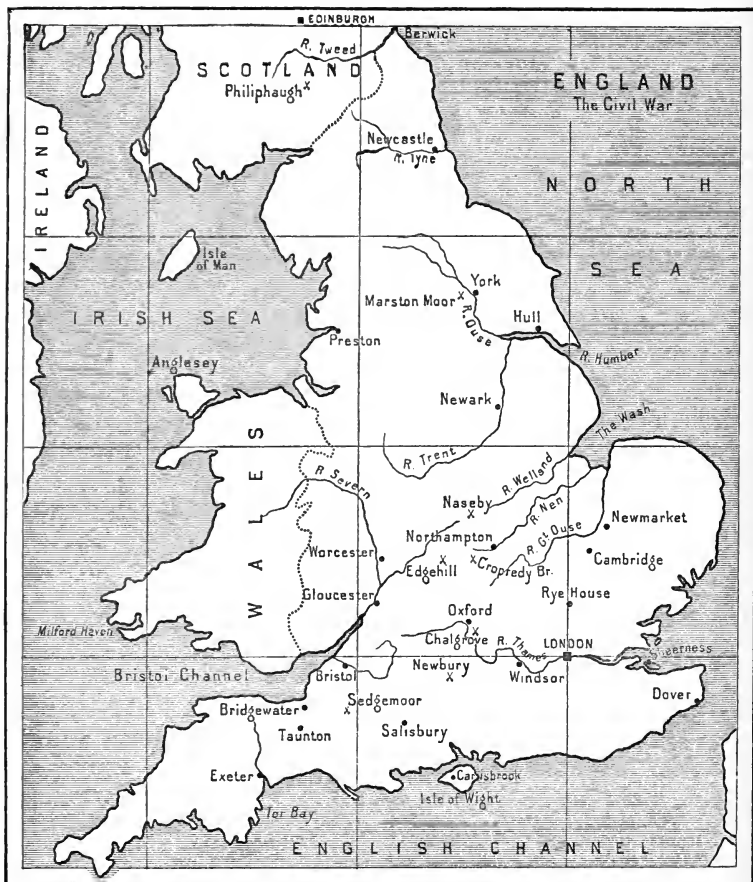 EDINBURGH
Berwick
R. Tweed
SCOTLAND
Philiphaugh
ENGLAND
The Civil War
Newcastle
R. Tyne
IRELAND
NORTH
SEA
Isle
of Man
York
Marston Moor
R. Ouse
Hull
IRISH SEA
Preston
R. Humber
Anglesey
Newark
The Wash
R. Trent
WALES
R. Severn
R. Welland
Naseby
R. Nen
Newmarket
Northampton
R. Gt Ouse
Worcester
Cropredy Br.
Cambridge
Edgehill
Gloucester
Rye House
Oxford
Milford Haven
Chalgrove
R. Thames
LONDON
Sheerness
Bristol Channel
Bristol
Newbury
Windsor
Dover
Sedgemoor
Bridgewater
Taunton
Salisbury
Exeter
Carisbrook
Isle of Wight
Tor Bay
ENGLISH CHANNEL